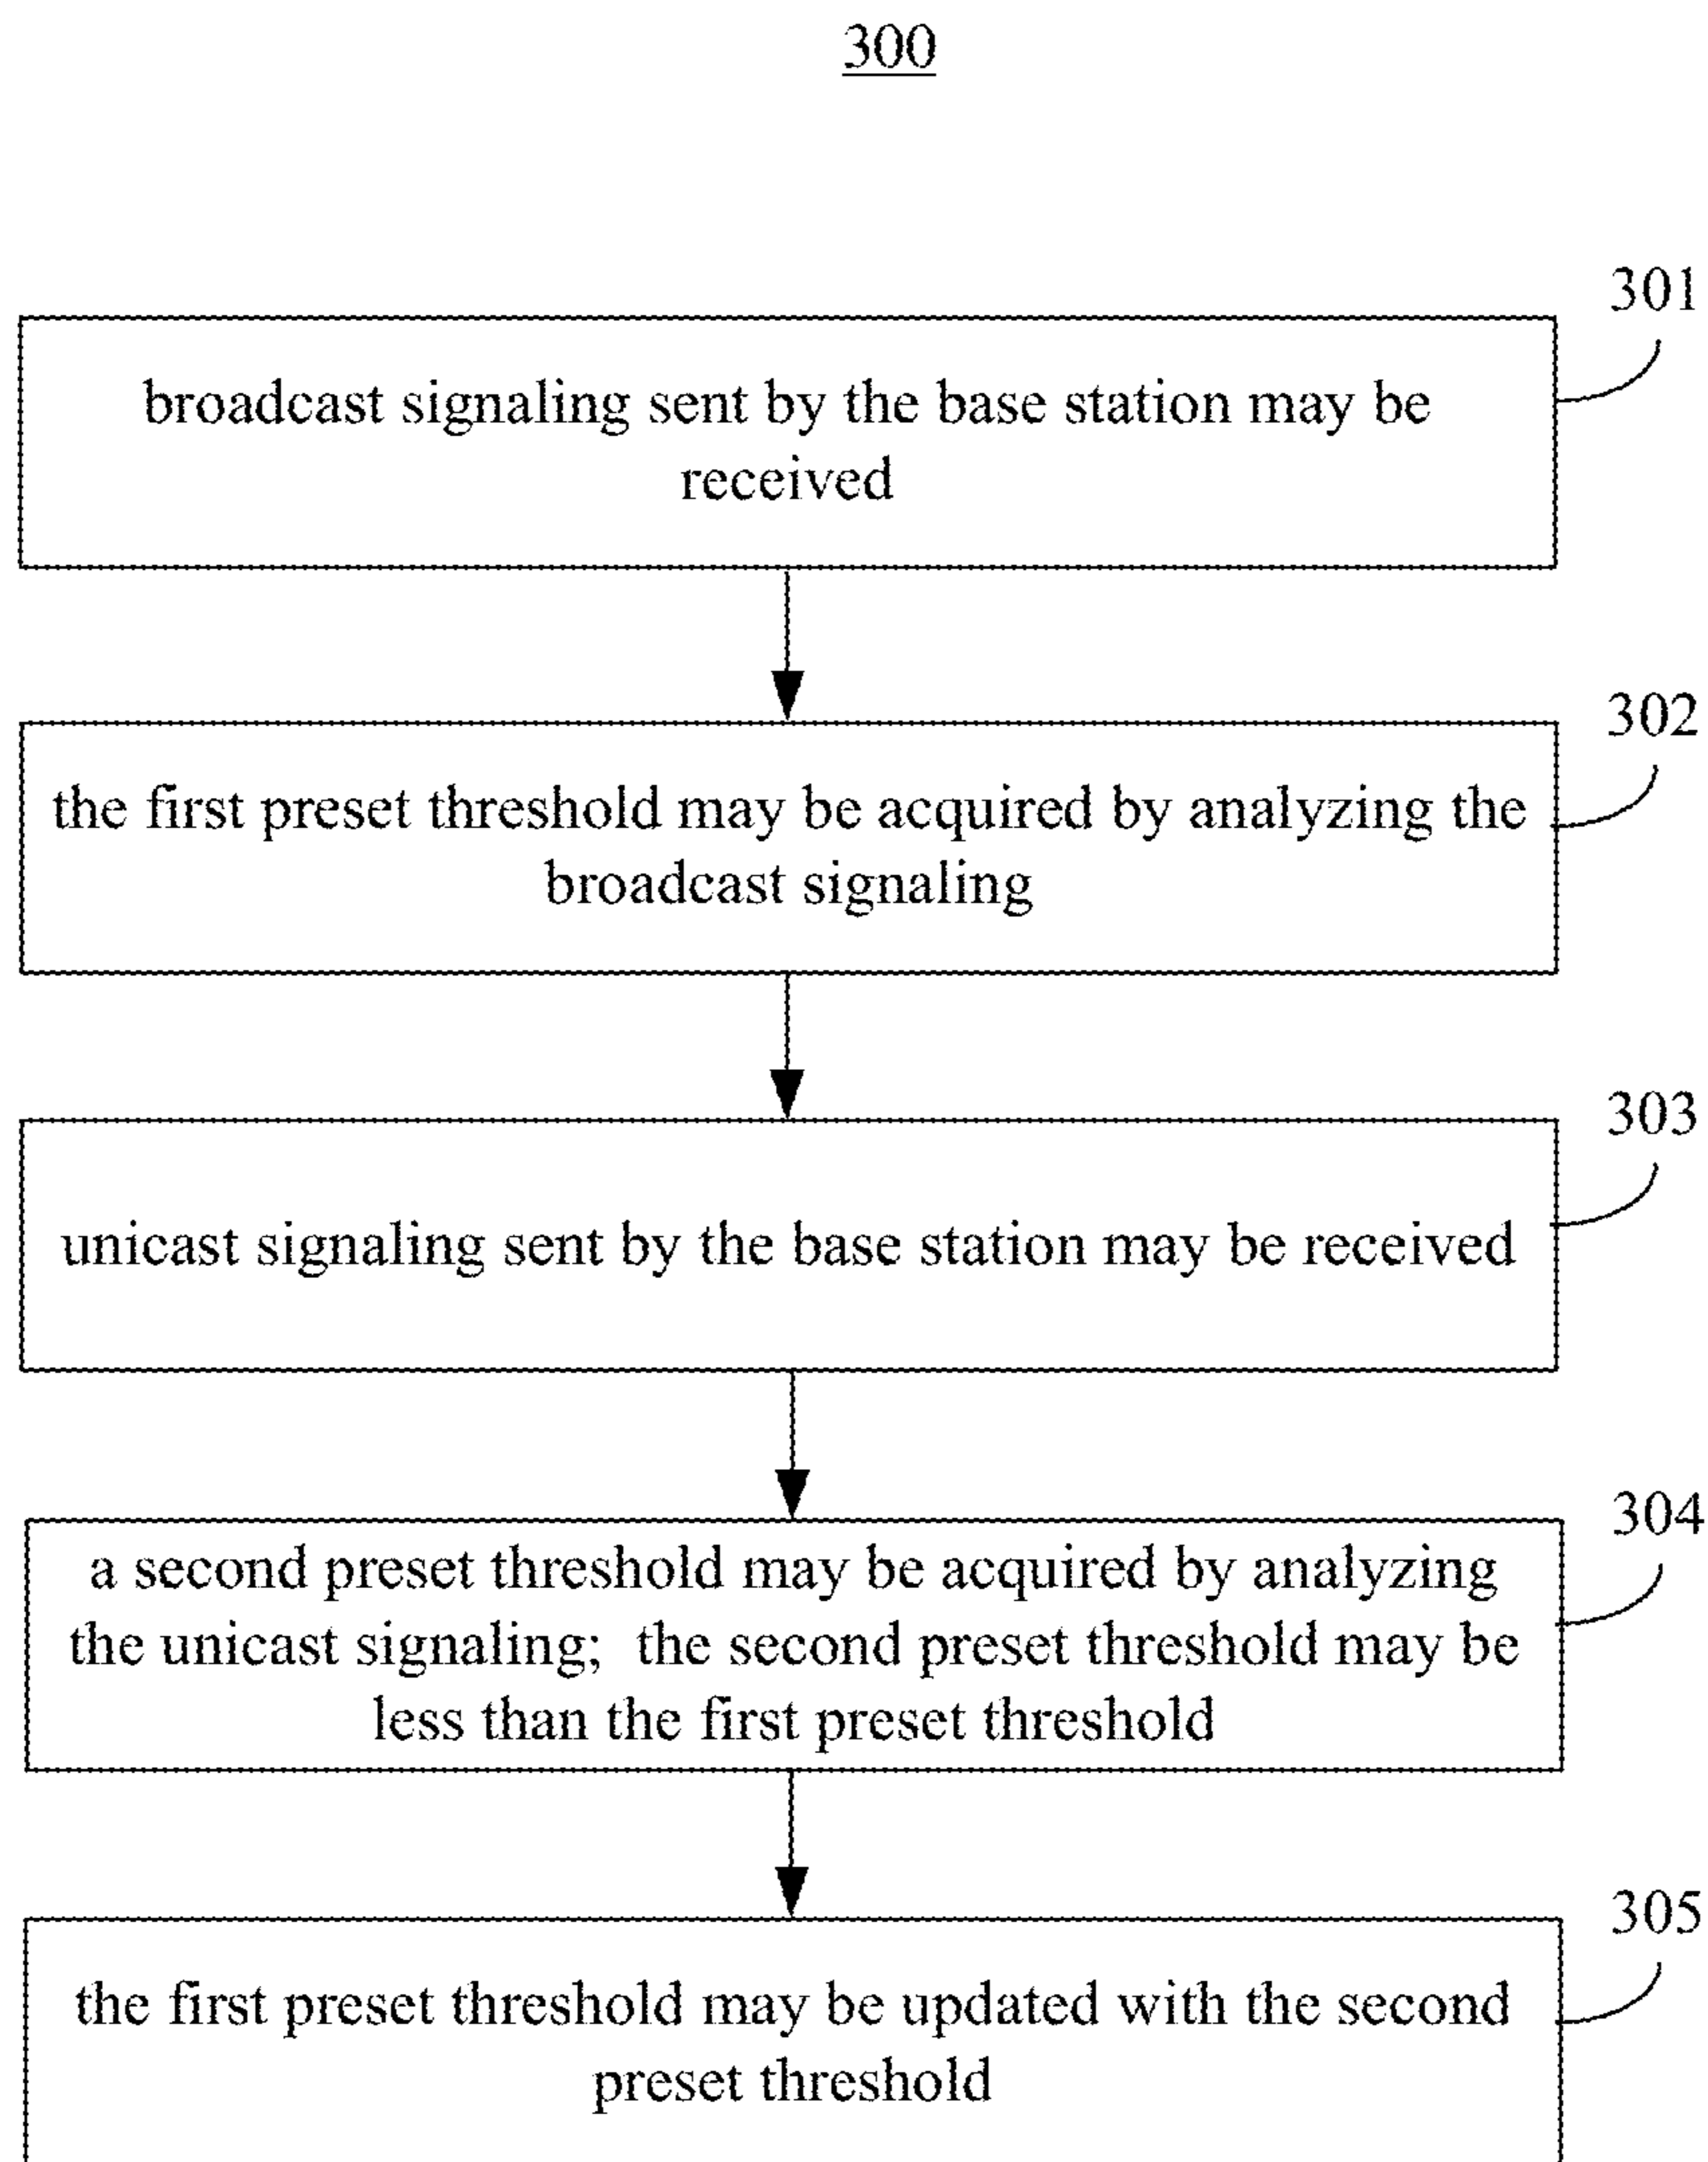 300
301
broadcast signaling sent by the base station may be
received
302
the first preset threshold may be acquired by analyzing the
broadcast signaling
303
unicast signaling sent by the base station may be received
304
a second preset threshold may be acquired by analyzing
the unicast signaling; the second preset threshold may be
less than the first preset threshold
305
the first preset threshold may be updated with the second
preset threshold